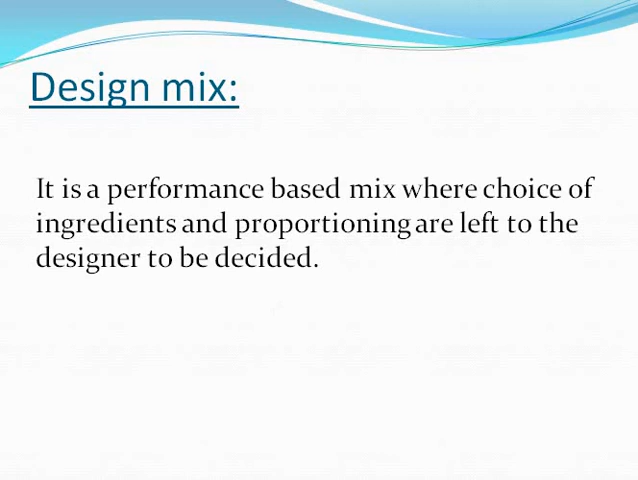 Design mix:
It is a performance based mix where choice of
ingredients and proportioning are left to the
designer to be decided.